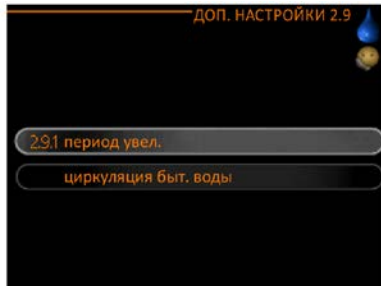 ДОП. НАСТРОЙКИ 2.9
2.9.1 период увел.
циркуляция быт. воды